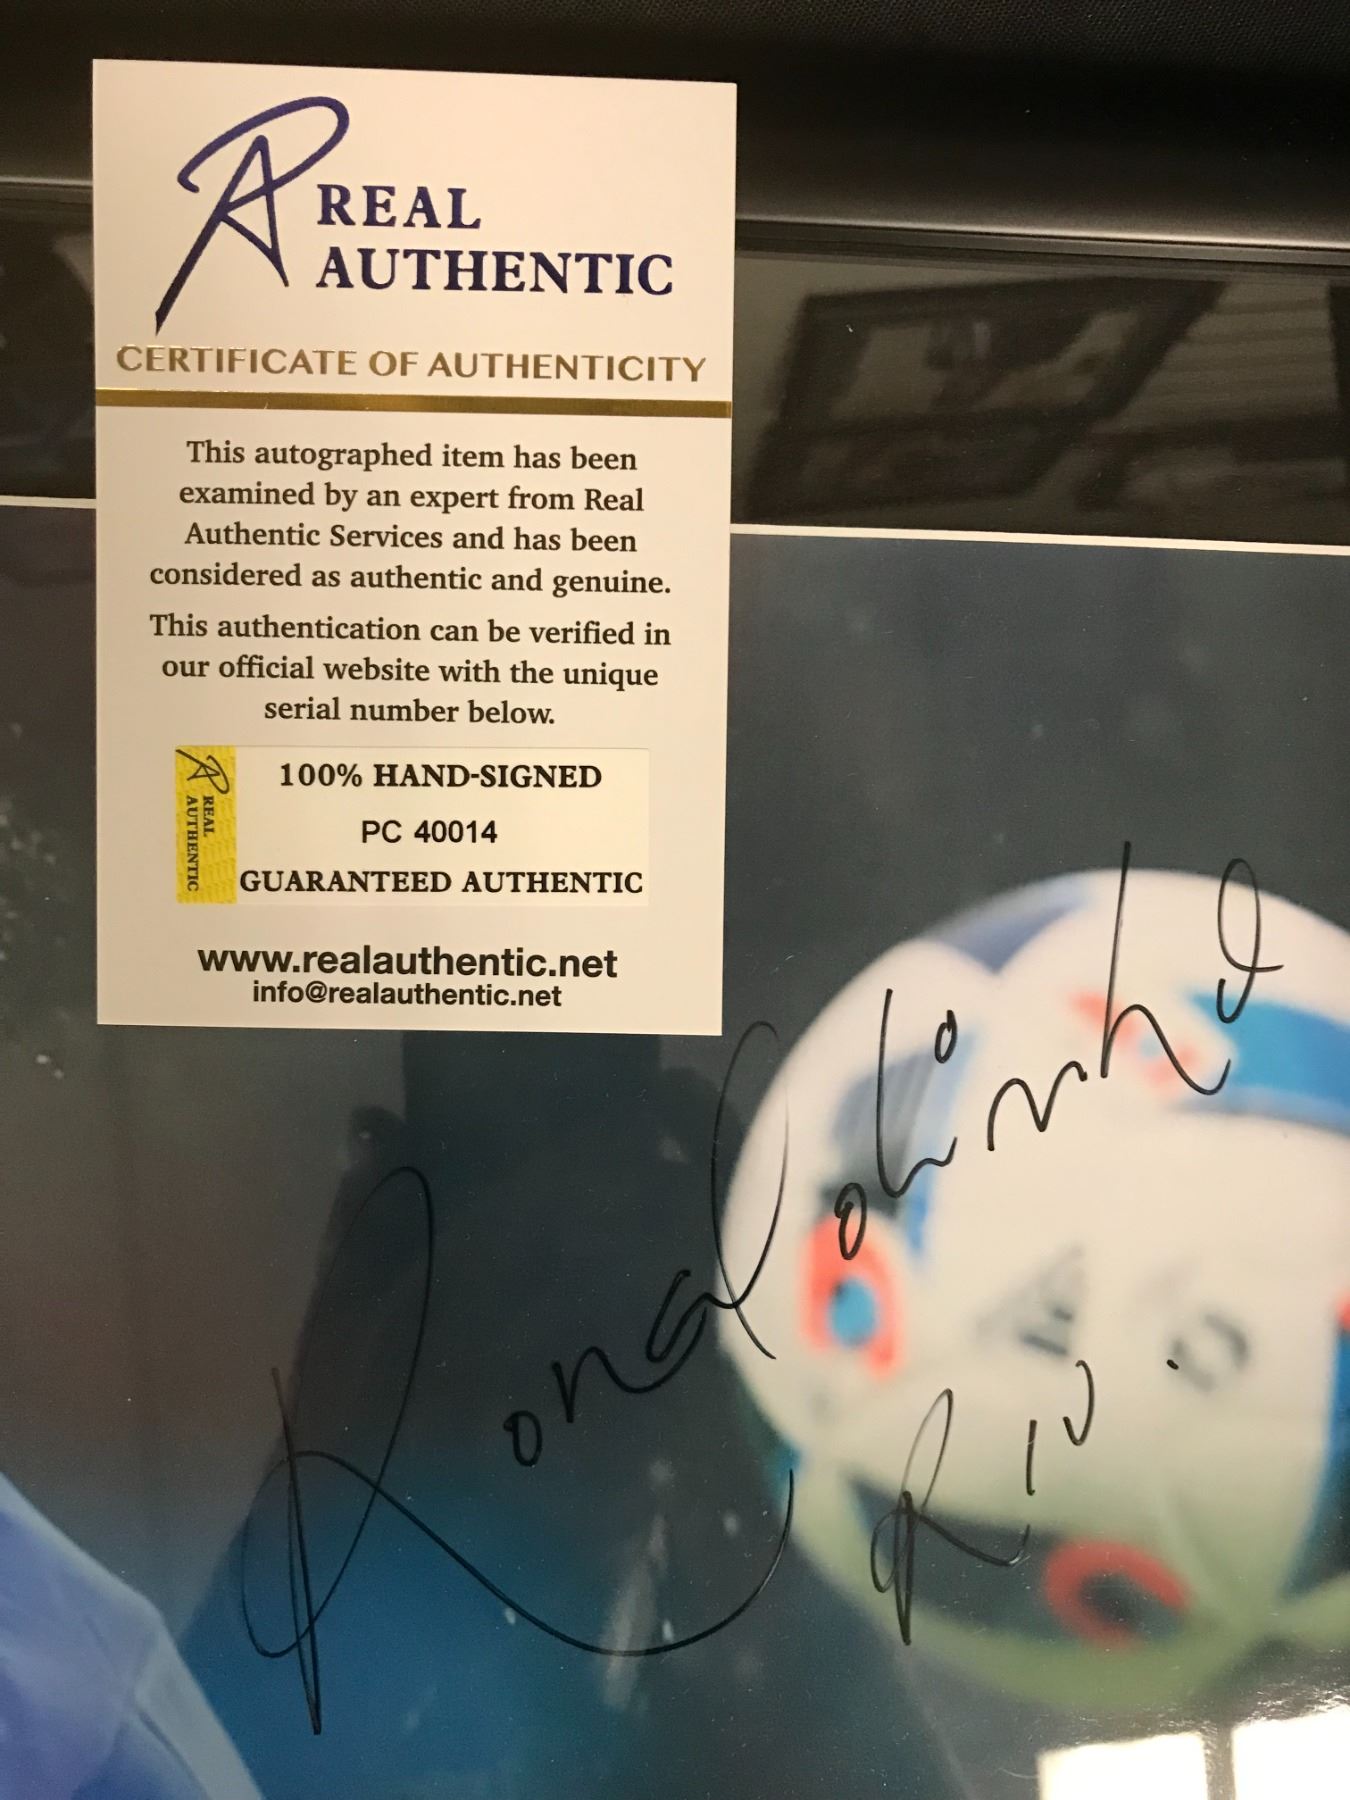 REAL
AUTHENTIC
CERTIFICATE OF AUTHENTICITY
This autographed item has been
examined by an expert from Real
Authentic Services and has been
considered as authentic and genuine.
This authentication can be verified in
our official website with the unique
serial number below.
REAL
AUTHENTIC
100% HAND-SIGNED
PC 40014
GUARANTEED AUTHENTIC
www.realauthentic.net
info@realauthentic.net
Ronaldinho
R10